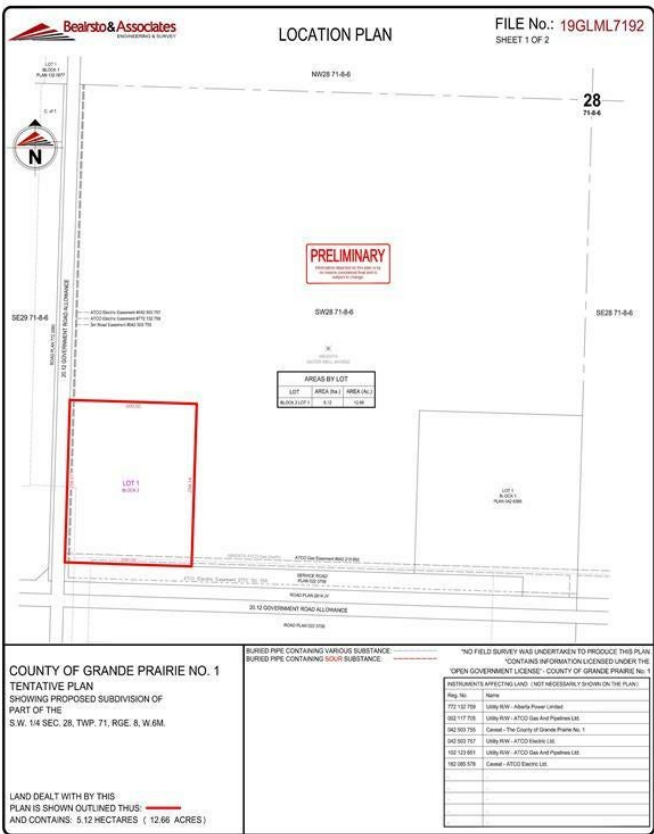 Beairsto & Associates
ENGINEERING & SURVEY
LOCATION PLAN
FILE No.: 19GLML7192
SHEET 1 OF 2
LOT 1
BLOCK 1
C. of T.
N
NW28 71-8-6
28
71-8-6
PRELIMINARY
SE29 71-8-6
20.12 GOVERNMENT ROAD ALLOWANCE
SW28 71-8-6
SE28 71-8-6
AREAS BY LOT
LOT AREA (Ha.) AREA (Ac.)
BLOCK 2 LOT 1 5.12 12.66
LOT 1
BLOCK 2
LOT 1
BLOCK 1
SERVICE ROAD
20.12 GOVERNMENT ROAD ALLOWANCE
COUNTY OF GRANDE PRAIRIE NO. 1
TENTATIVE PLAN
SHOWING PROPOSED SUBDIVISION OF
PART OF THE
S.W. 1/4 SEC. 28, TWP. 71, RGE. 8, W.6M.
LAND DEALT WITH BY THIS
PLAN IS SHOWN OUTLINED THUS:
AND CONTAINS: 5.12 HECTARES ( 12.66 ACRES)
BURIED PIPE CONTAINING VARIOUS SUBSTANCE
BURIED PIPE CONTAINING SOUR SUBSTANCE
*NO FIELD SURVEY WAS UNDERTAKEN TO PRODUCE THIS PLAN
*CONTAINS INFORMATION LICENSED UNDER THE
"OPEN GOVERNMENT LICENSE" - COUNTY OF GRANDE PRAIRIE No. 1
INSTRUMENTS AFFECTING LAND: (NOT NECESSARILY SHOWN ON THE PLAN)
Reg. No. Name
772 132 759 Utility R/W - Alberta Power Limited
Utility R/W - ATCO Gas And Pipelines Ltd.
042 503 755 Caveat - The County of Grande Prairie No. 1
042 503 757 Utility R/W - ATCO Electric Ltd.
102 123 651 Utility R/W - ATCO Gas And Pipelines Ltd.
Caveat - ATCO Electric Ltd.